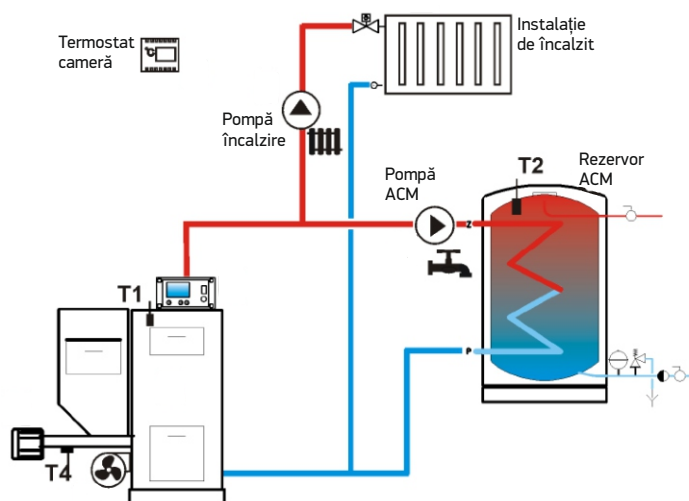 Termostat
cameră
°C
Instalație
de încalzit
Pompă
încalzire
Pompă
ACM
T2
Rezervor
ACM
Z
T1
P
T4